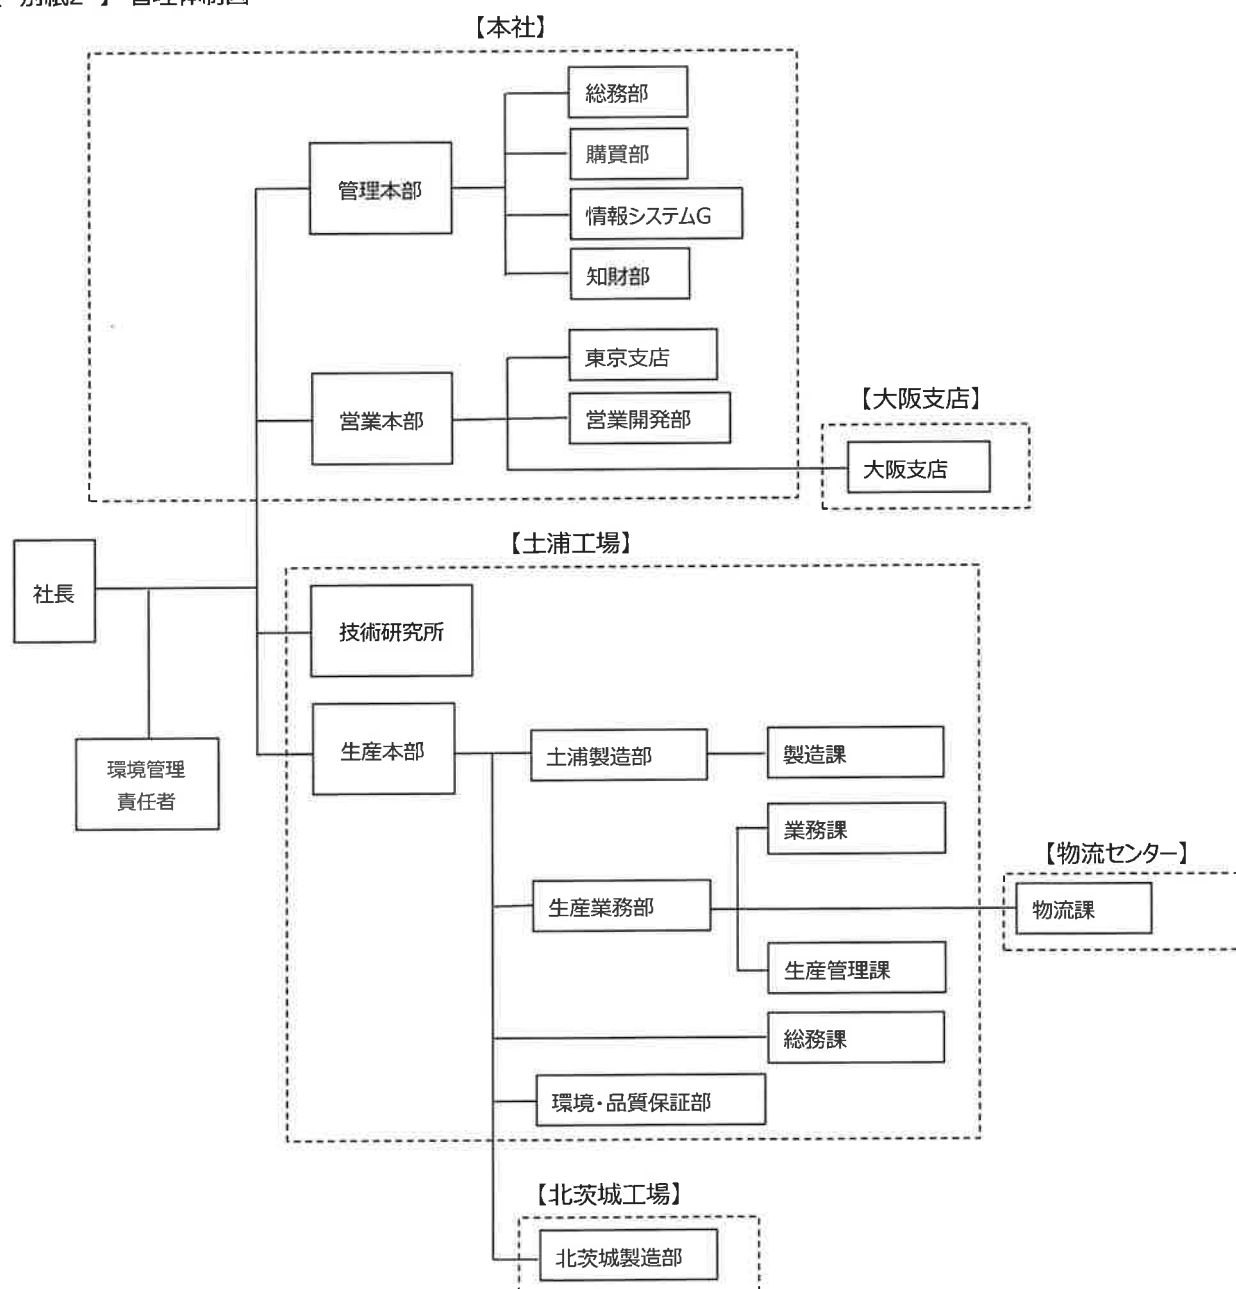 【本社】
総務部
購買部
管理本部
情報システムG
知財部
東京支店
営業本部
営業開発部
【大阪支店】
大阪支店
【土浦工場】
社長
技術研究所
生産本部
土浦製造部
製造課
環境管理
責任者
業務課
【物流センター】
生産業務部
物流課
生産管理課
総務課
環境・品質保証部
【北茨城工場】
北茨城製造部